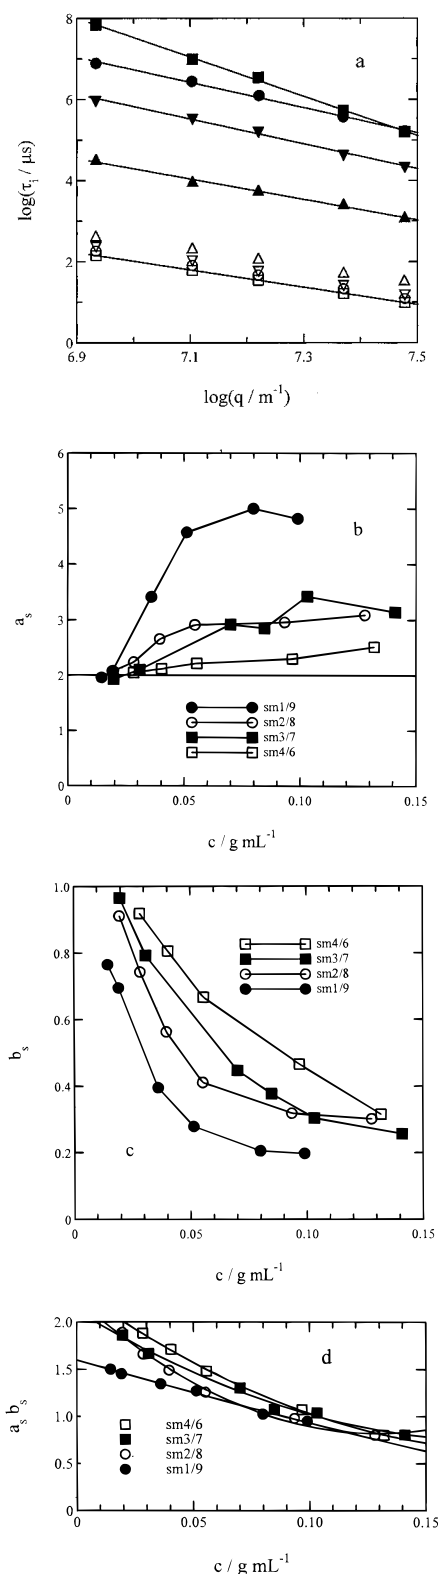 8
6
4
2
0
log(τi / μs)
a
6.9
7.1
7.3
7.5
log(q / m-1)
6
5
4
3
2
1
0
as
b
sm1/9
sm2/8
sm3/7
sm4/6
0
0.05
0.10
0.15
c / g mL-1
1.0
0.8
0.6
0.4
0.2
0
bs
sm4/6
sm3/7
sm2/8
sm1/9
c
0
0.05
0.10
0.15
c / g mL-1
2.0
1.5
1.0
0.5
0
as bs
d
sm4/6
sm3/7
sm2/8
sm1/9
0
0.05
0.10
0.15
c / g mL-1